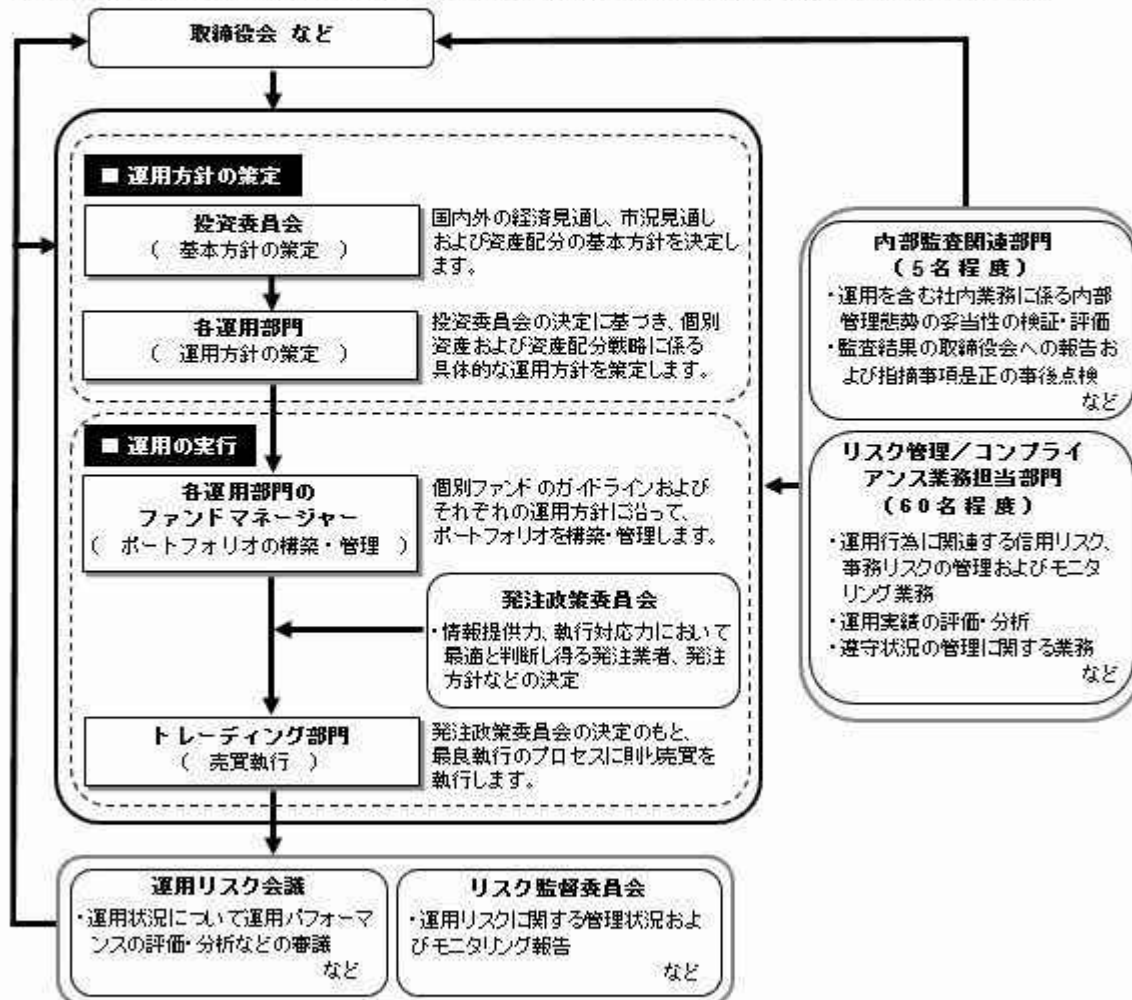 取締役会 など
■ 運用方針の策定
投資委員会
( 基本方針の策定 )
国内外の経済見通し、市況見通し
および資産配分の基本方針を決定し
ます。
各運用部門
( 運用方針の策定 )
投資委員会の決定に基づき、個別
資産および資産配分戦略に係る
具体的な運用方針を策定します。
■ 運用の実行
各運用部門の
ファンドマネージャー
( ポートフォリオの構築・管理 )
個別ファンドのガイドラインおよび
それぞれの運用方針に沿って、
ポートフォリオを構築・管理します。
発注政策委員会
・情報提供力、執行対応力において
最適と判断し得る発注業者、発注
方針などの決定
トレーディング部門
( 売買執行 )
発注政策委員会の決定のもと、
最良執行のプロセスに則り売買を
執行します。
内部監査関連部門
(5名程度)
・運用を含む社内業務に係る内部
管理態勢の妥当性の検証・評価
・監査結果の取締役会への報告お
よび指摘事項是正の事後点検
など
リスク管理/コンプライ
アンス業務担当部門
(60名程度)
・運用行為に関連する信用リスク、
事務リスクの管理およびモニタ
リング業務
・運用実績の評価・分析
・遵守状況の管理に関する業務
など
運用リスク会議
・運用状況について運用パフォーマ
ンスの評価・分析などの審議
など
リスク監督委員会
・運用リスクに関する管理状況およ
びモニタリング報告
など